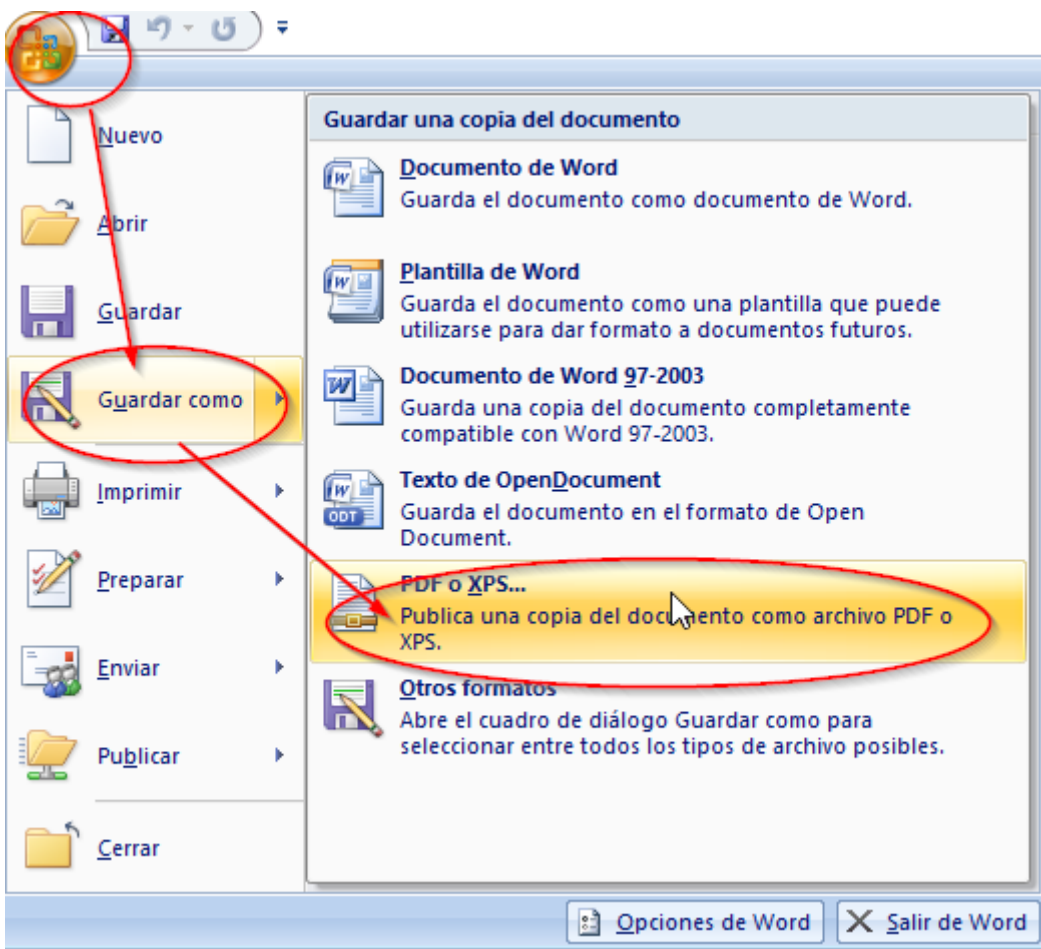 Nuevo
Abrir
Guardar
Guardar como
Imprimir
Preparar
Enviar
Publicar
Cerrar
Guardar una copia del documento
Documento de Word
Guarda el documento como documento de Word.
Plantilla de Word
Guarda el documento como una plantilla que puede
utilizarse para dar formato a documentos futuros.
Documento de Word 97-2003
Guarda una copia del documento completamente
compatible con Word 97-2003.
Texto de OpenDocument
ODT
Guarda el documento en el formato de Open
Document.
PDF o XPS...
Publica una copia del documento como archivo PDF o
XPS.
Otros formatos
Abre el cuadro de diálogo Guardar como para
seleccionar entre todos los tipos de archivo posibles.
Opciones de Word
Salir de Word